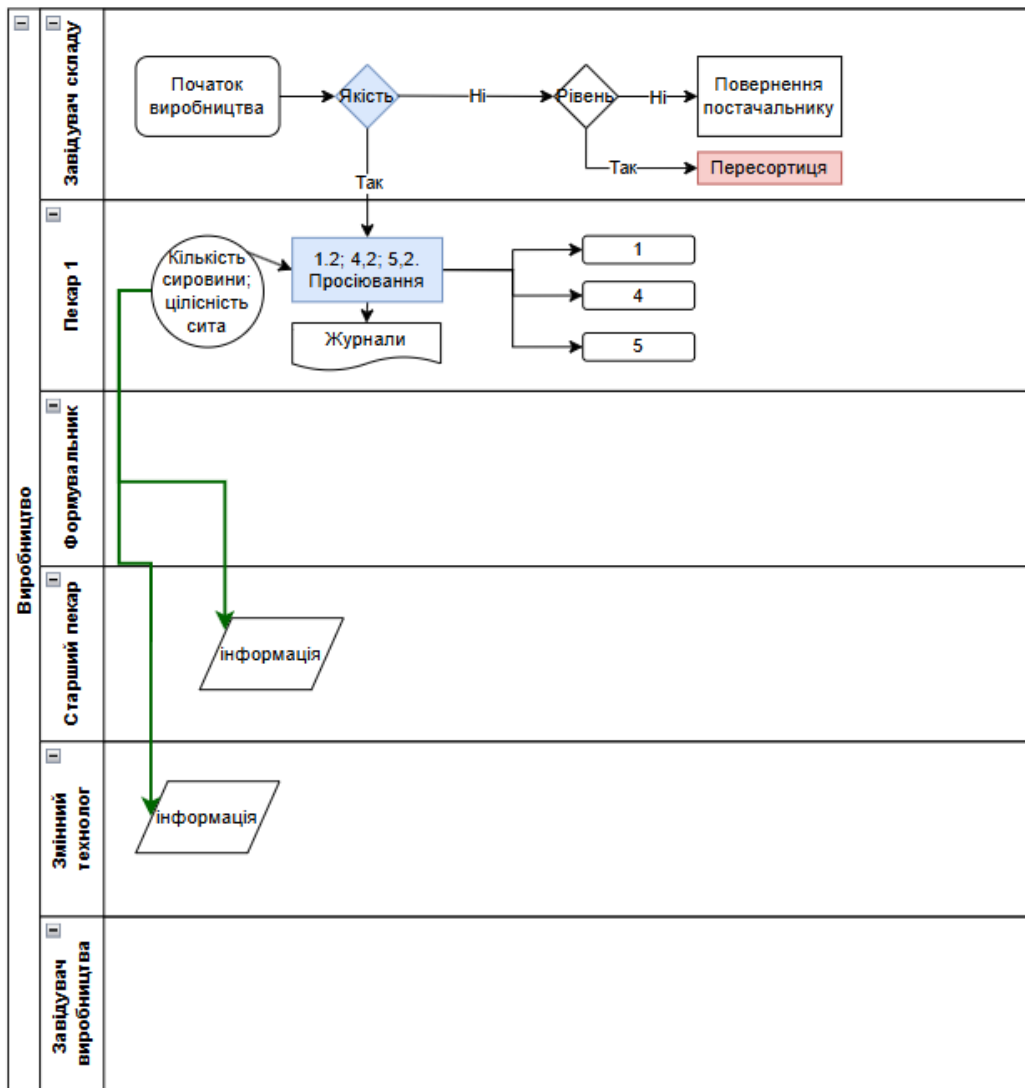 Виробництво
Завідувач складу
Початок
виробництва
Якість
Ні
Рівень
Ні
Повернення
постачальнику
Так
Пересортиця
Так
Пекар 1
Кількість
сировини;
цілісність
сита
1.2; 4,2; 5,2.
Просіювання
Журнали
1
4
5
Формувальник
Старший пекар
інформація
Змінний
технолог
інформація
Завідувач
виробництва